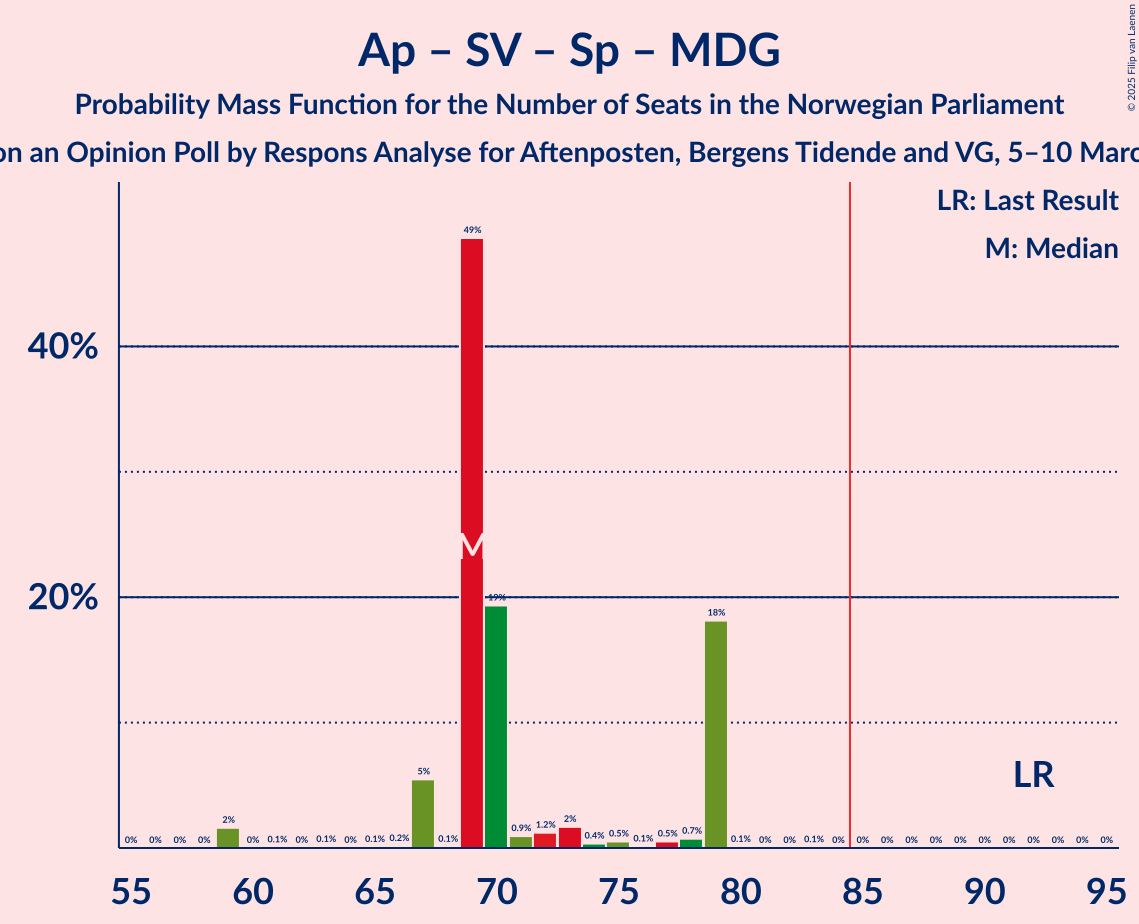 Ap – SV – Sp – MDG
Probability Mass Function for the Number of Seats in the Norwegian Parliament
on an Opinion Poll by Respons Analyse for Aftenposten, Bergens Tidende and VG, 5–10 Marc
© 2025 Filip van Laenen
LR: Last Result
M: Median
49%
40%
M
20%
19%
18%
LR
5%
2%
0.9%
1.2%
2%
0% 0% 0% 0% 0% 0.1% 0% 0.1% 0% 0.1% 0.2% 0.1% 0.4% 0.5% 0.1% 0.5% 0.7% 0.1% 0% 0% 0.1% 0% 0% 0% 0% 0% 0% 0% 0% 0% 0% 0%
55 60 65 70 75 80 85 90 95